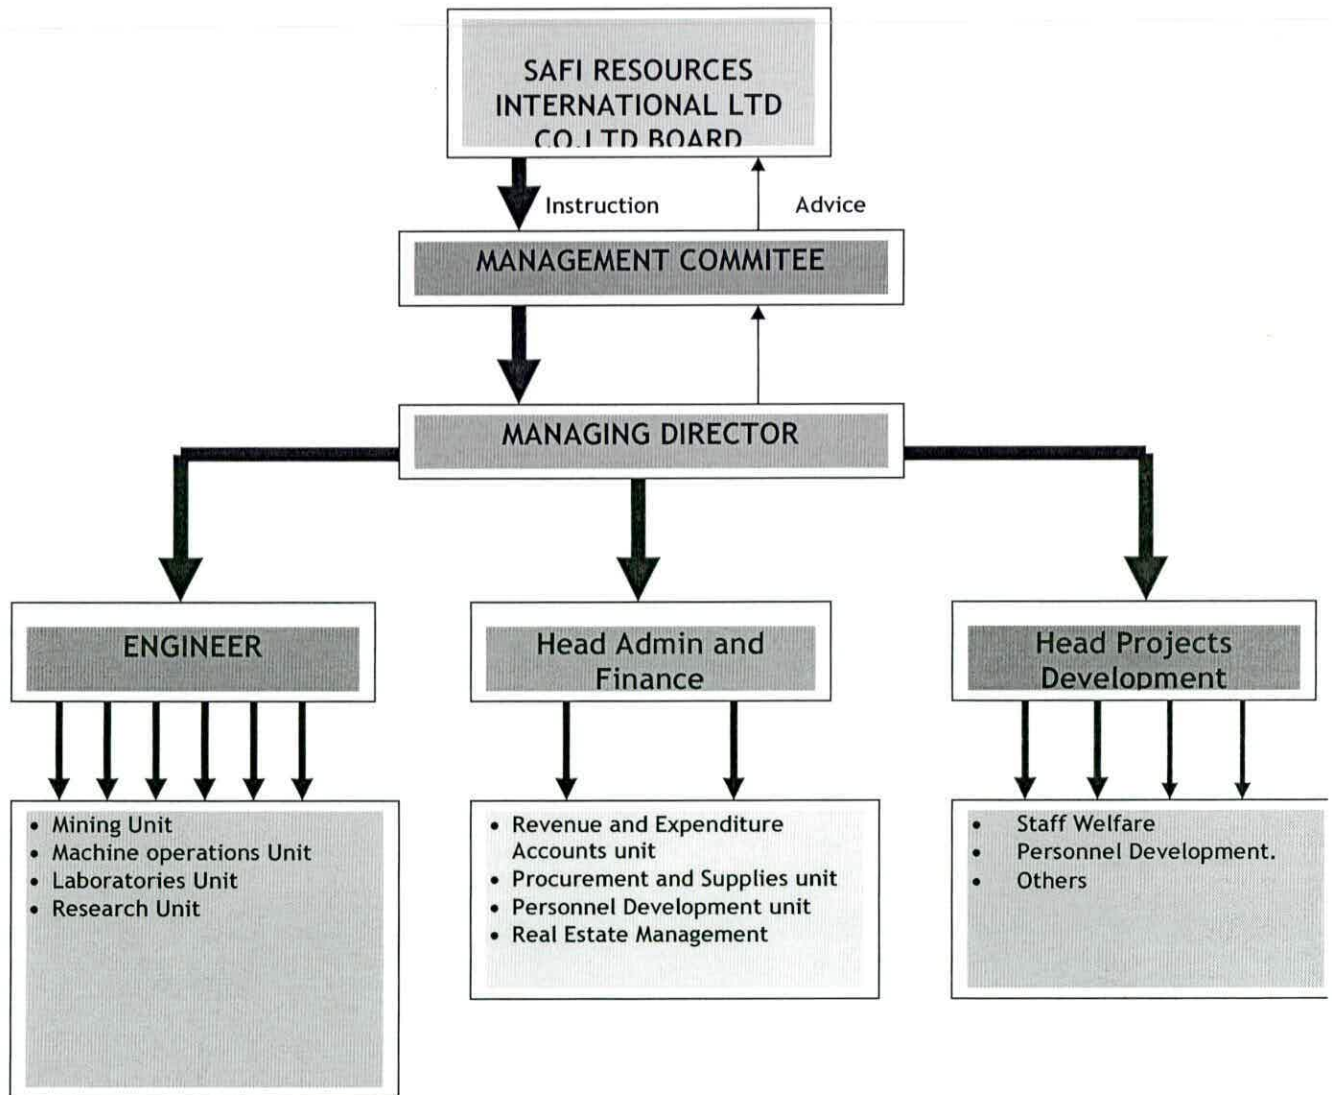 SAFI RESOURCES
INTERNATIONAL LTD
CO.LTD BOARD
Instruction
Advice
MANAGEMENT COMMITEE
MANAGING DIRECTOR
ENGINEER
Head Admin and
Finance
Head Projects
Development
• Mining Unit
• Machine operations Unit
• Laboratories Unit
• Research Unit
• Revenue and Expenditure
Accounts unit
• Procurement and Supplies unit
• Personnel Development unit
• Real Estate Management
• Staff Welfare
• Personnel Development.
• Others